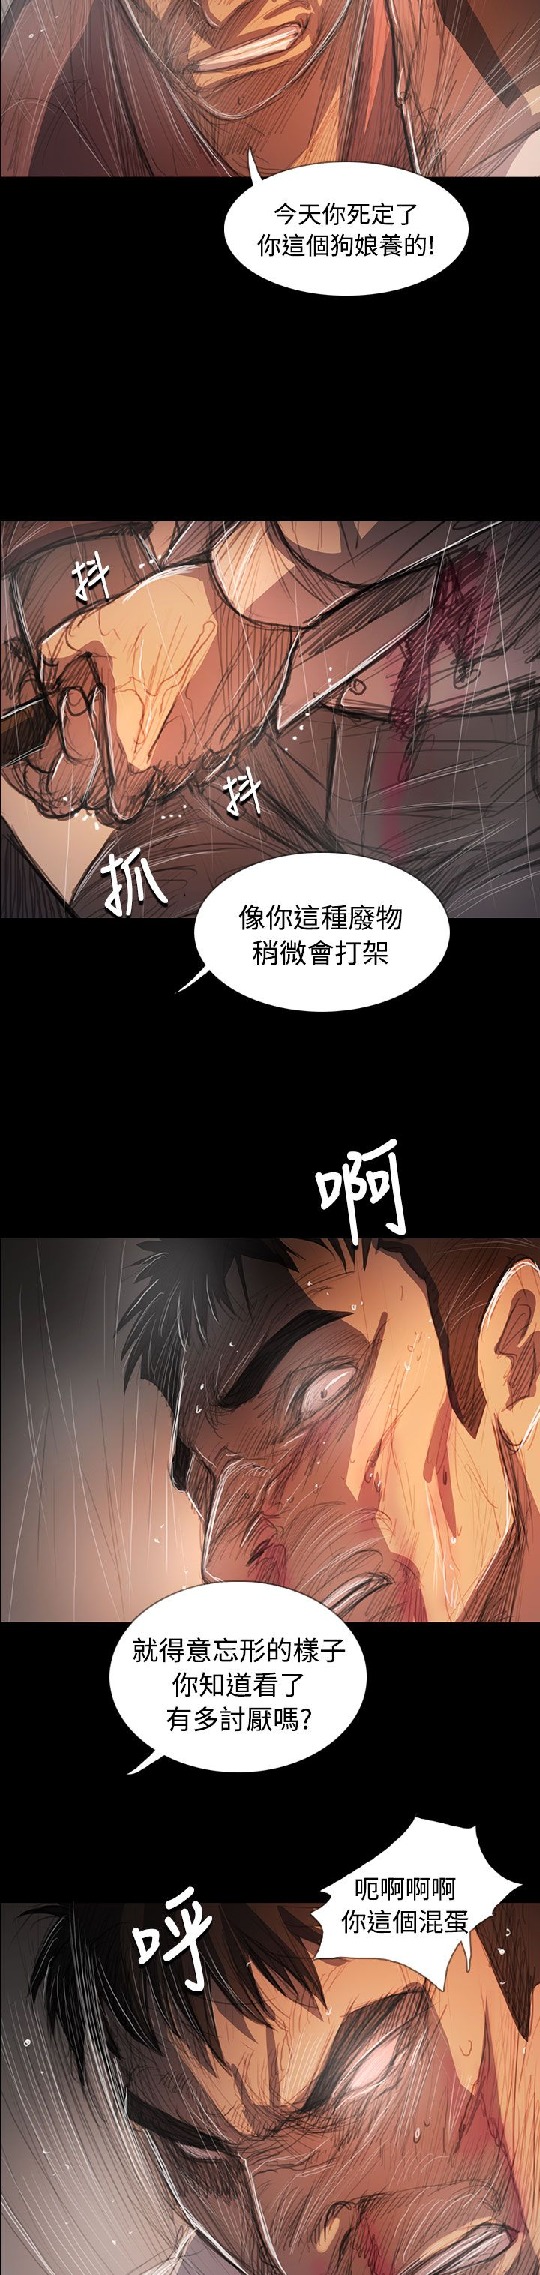 今天你死定了
你這個狗娘養的!
抖
抖
抓
像你這種廢物
稍微會打架
啊
就得意忘形的樣子
你知道看了
有多討厭嗎?
呃啊啊啊
你這個混蛋
呼